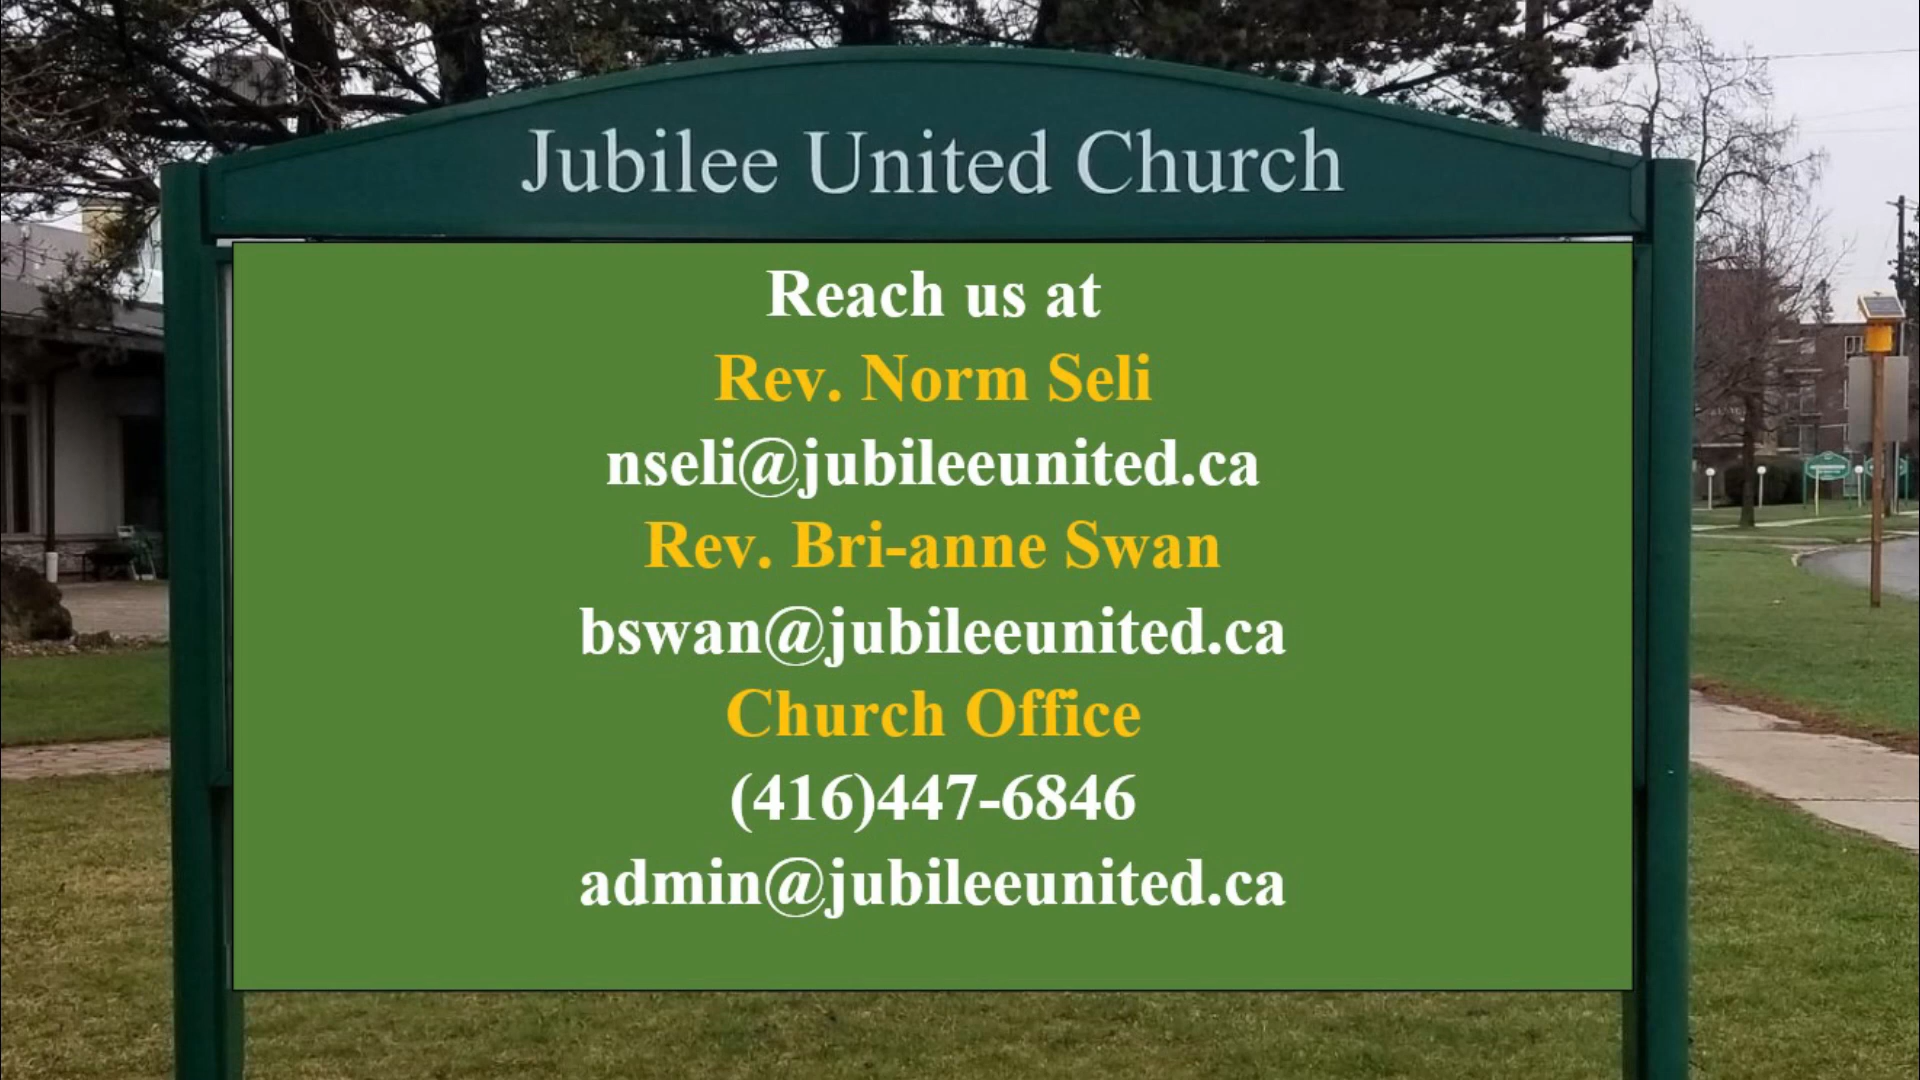 Jubilee United Church
Reach us at
Rev. Norm Seli
nseli@jubileeunited.ca
Rev. Bri-anne Swan
bswan@jubileeunited.ca
Church Office
(416)447-6846
admin@jubileeunited.ca